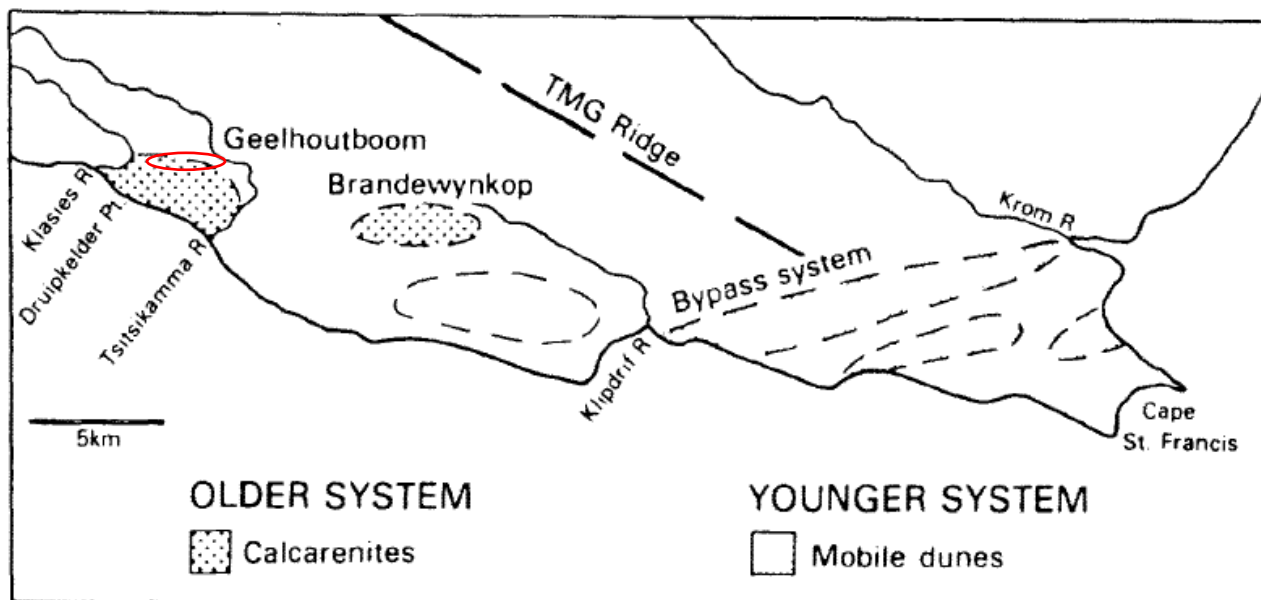 TMG Ridge
Geelhoutboom
Brandewynkop
Krom R
Klasies R
Druipkelder Pt.
Tsitsikamma R
Bypass system
Klipdrif R
5km
Cape
St. Francis
OLDER SYSTEM
Calcarenites
YOUNGER SYSTEM
Mobile dunes